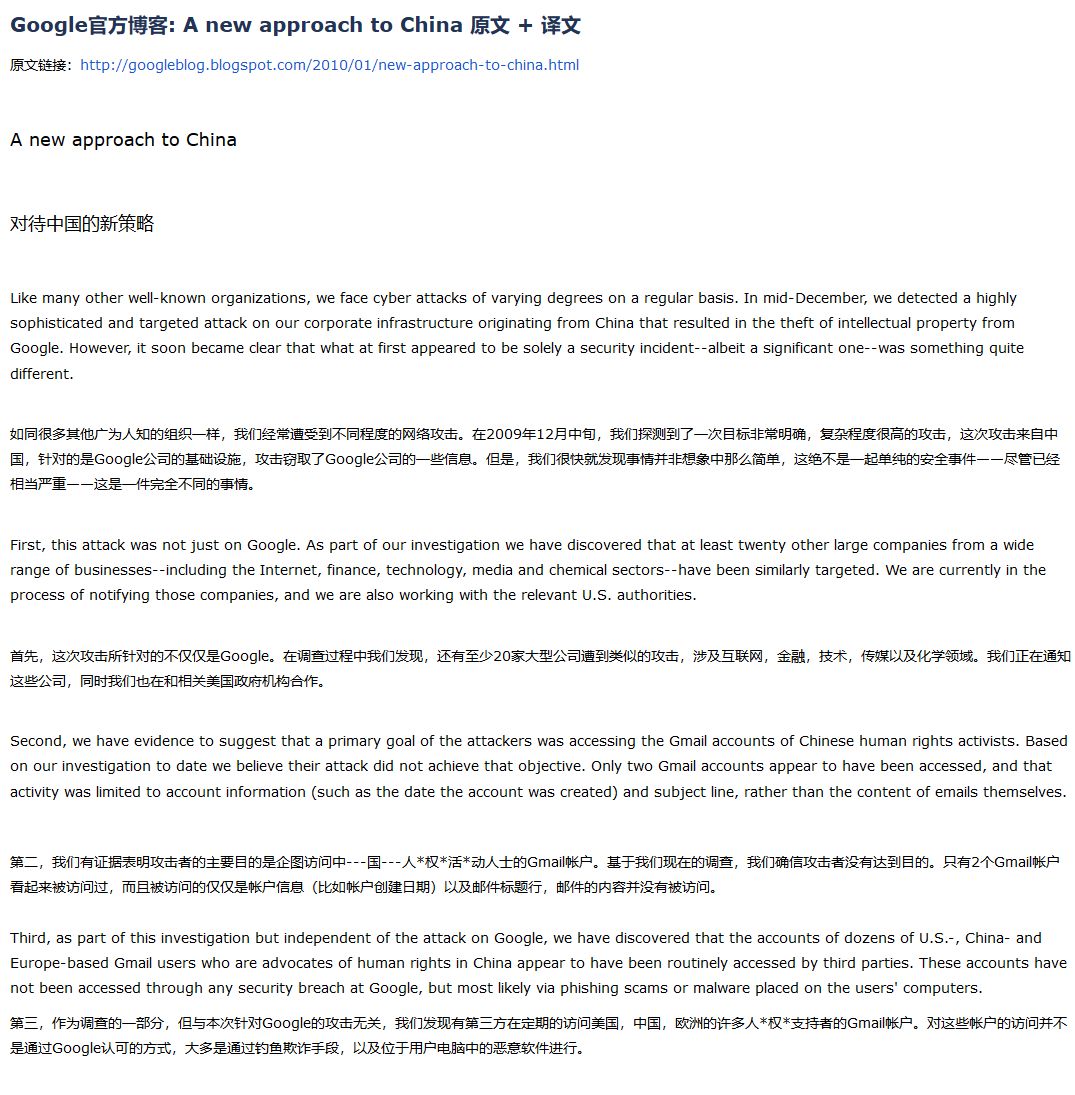 Google官方博客: A new approach to China 原文 + 译文
原文链接：http://googleblog.blogspot.com/2010/01/new-approach-to-china.html
A new approach to China
对待中国的新策略
Like many other well-known organizations, we face cyber attacks of varying degrees on a regular basis. In mid-December, we detected a highly
sophisticated and targeted attack on our corporate infrastructure originating from China that resulted in the theft of intellectual property from
Google. However, it soon became clear that what at first appeared to be solely a security incident--albeit a significant one--was something quite
different.
如同很多其他广为人知的组织一样，我们经常遭受到不同程度的网络攻击。在2009年12月中旬，我们探测到了一次目标非常明确，复杂程度很高的攻击，这次攻击来自中
国，针对的是Google公司的基础设施，攻击窃取了Google公司的一些信息。但是，我们很快就发现事情并非想象中那么简单，这绝不是一起单纯的安全事件——尽管已经
相当严重——这是一件完全不同的事情。
First, this attack was not just on Google. As part of our investigation we have discovered that at least twenty other large companies from a wide
range of businesses--including the Internet, finance, technology, media and chemical sectors--have been similarly targeted. We are currently in the
process of notifying those companies, and we are also working with the relevant U.S. authorities.
首先，这次攻击所针对的不仅仅是Google。在调查过程中我们发现，还有至少20家大型公司遭到类似的攻击，涉及互联网，金融，技术，传媒以及化学领域。我们正在通知
这些公司，同时我们也在和相关美国政府机构合作。
Second, we have evidence to suggest that a primary goal of the attackers was accessing the Gmail accounts of Chinese human rights activists. Based
on our investigation to date we believe their attack did not achieve that objective. Only two Gmail accounts appear to have been accessed, and that
activity was limited to account information (such as the date the account was created) and subject line, rather than the content of emails themselves.
第二，我们有证据表明攻击者的主要目的是企图访问中---国---人*权*活*动人士的Gmail帐户。基于我们现在的调查，我们确信攻击者没有达到目的。只有2个Gmail帐户
看起来被访问过，而且被访问的仅仅是帐户信息（比如帐户创建日期）以及邮件标题行，邮件的内容并没有被访问。
Third, as part of this investigation but independent of the attack on Google, we have discovered that the accounts of dozens of U.S.-, China- and
Europe-based Gmail users who are advocates of human rights in China appear to have been routinely accessed by third parties. These accounts have
not been accessed through any security breach at Google, but most likely via phishing scams or malware placed on the users' computers.
第三，作为调查的一部分，但与本次针对Google的攻击无关，我们发现有第三方在定期的访问美国，中国，欧洲的许多人*权*支持者的Gmail帐户。对这些帐户的访问并不
是通过Google认可的方式，大多是通过钓鱼欺诈手段，以及位于用户电脑中的恶意软件进行。